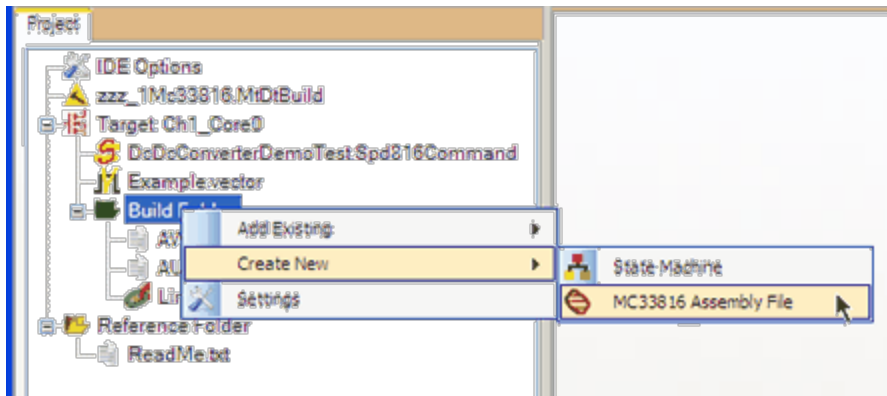 Project
IDE Options
zzz_1Mc33816.MtDtBuild
Target: Ch1_Core0
DcDcConverterDemoTest.Spd816Command
Example.vector
Build
Add Existing
Create New
State Machine
MC33816 Assembly File
Settings
Reference Folder
ReadMe.txt